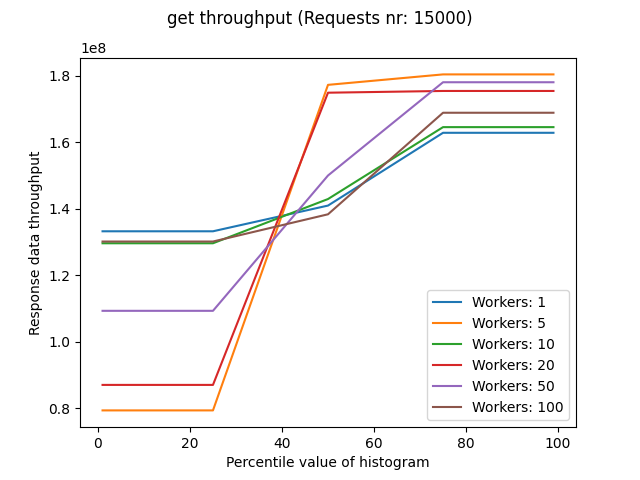 get throughput (Requests nr: 15000)
1e8
1.8
1.6
1.4
1.2
1.0
0.8
Response data throughput
0
20
40
60
80
100
Percentile value of histogram
Workers: 1
Workers: 5
Workers: 10
Workers: 20
Workers: 50
Workers: 100